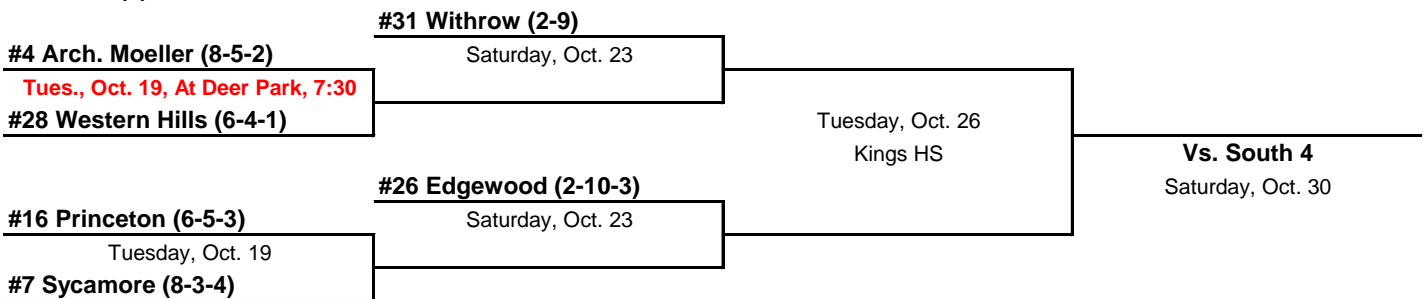 #31 Withrow (2-9)
#4 Arch. Moeller (8-5-2)
Saturday, Oct. 23
Tues., Oct. 19, At Deer Park, 7:30
#28 Western Hills (6-4-1)
Tuesday, Oct. 26
Kings HS
Vs. South 4
#26 Edgewood (2-10-3)
Saturday, Oct. 30
#16 Princeton (6-5-3)
Saturday, Oct. 23
Tuesday, Oct. 19
#7 Sycamore (8-3-4)